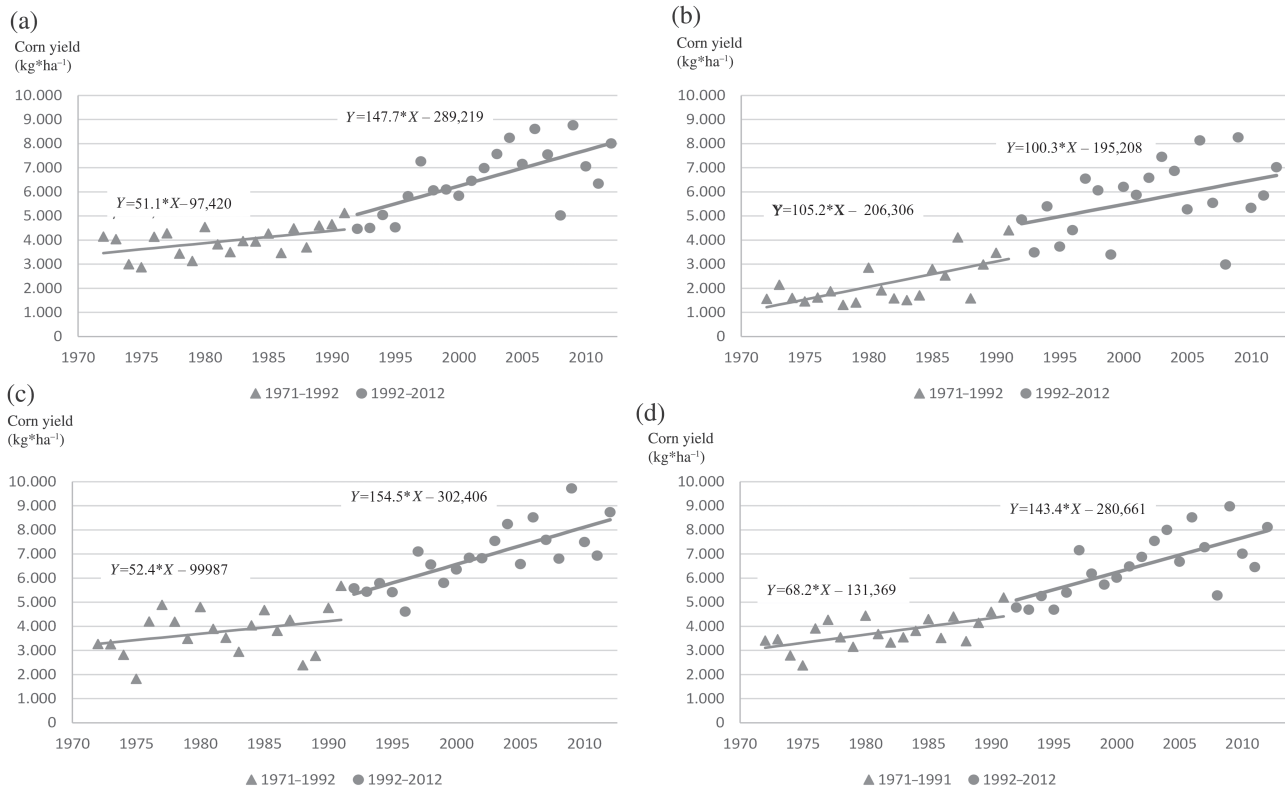 (a)
Corn yield
(kg*ha⁻¹)
10.000
9.000
8.000
7.000
6.000
5.000
4.000
3.000
2.000
1.000
0
Y=147.7*X – 289,219
Y=51.1*X–97,420
1970 1975 1980 1985 1990 1995 2000 2005 2010
1971–1992 1992–2012
(b)
Corn yield
(kg*ha⁻¹)
10.000
9.000
8.000
7.000
6.000
5.000
4.000
3.000
2.000
1.000
0
Y=100.3*X – 195,208
Y=105.2*X – 206,306
1970 1975 1980 1985 1990 1995 2000 2005 2010
1971–1992 1992–2012
(c)
Corn yield
(kg*ha⁻¹)
10.000
9.000
8.000
7.000
6.000
5.000
4.000
3.000
2.000
1.000
0
Y=154.5*X – 302,406
Y=52.4*X – 99987
1970 1975 1980 1985 1990 1995 2000 2005 2010
1971–1992 1992–2012
(d)
Corn yield
(kg*ha⁻¹)
10.000
9.000
8.000
7.000
6.000
5.000
4.000
3.000
2.000
1.000
0
Y=143.4*X – 280,661
Y=68.2*X – 131,369
1970 1975 1980 1985 1990 1995 2000 2005 2010
1971–1991 1992–2012